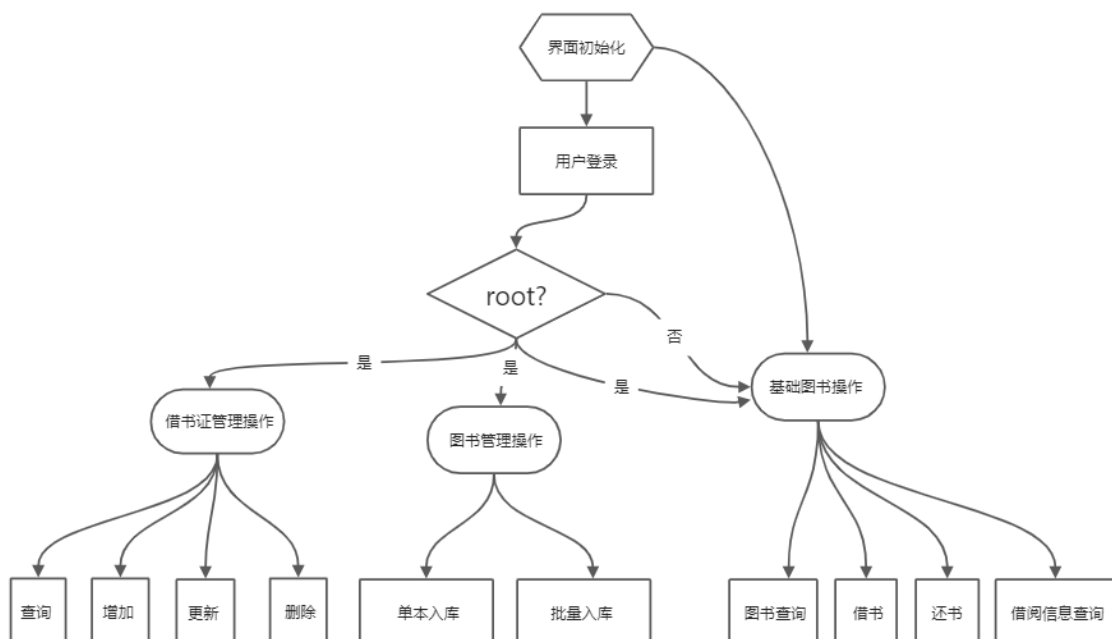 界面初始化
用户登录
root?
否
是
是
是
基础图书操作
借书证管理操作
图书管理操作
查询
增加
更新
删除
单本入库
批量入库
图书查询
借书
还书
借阅信息查询